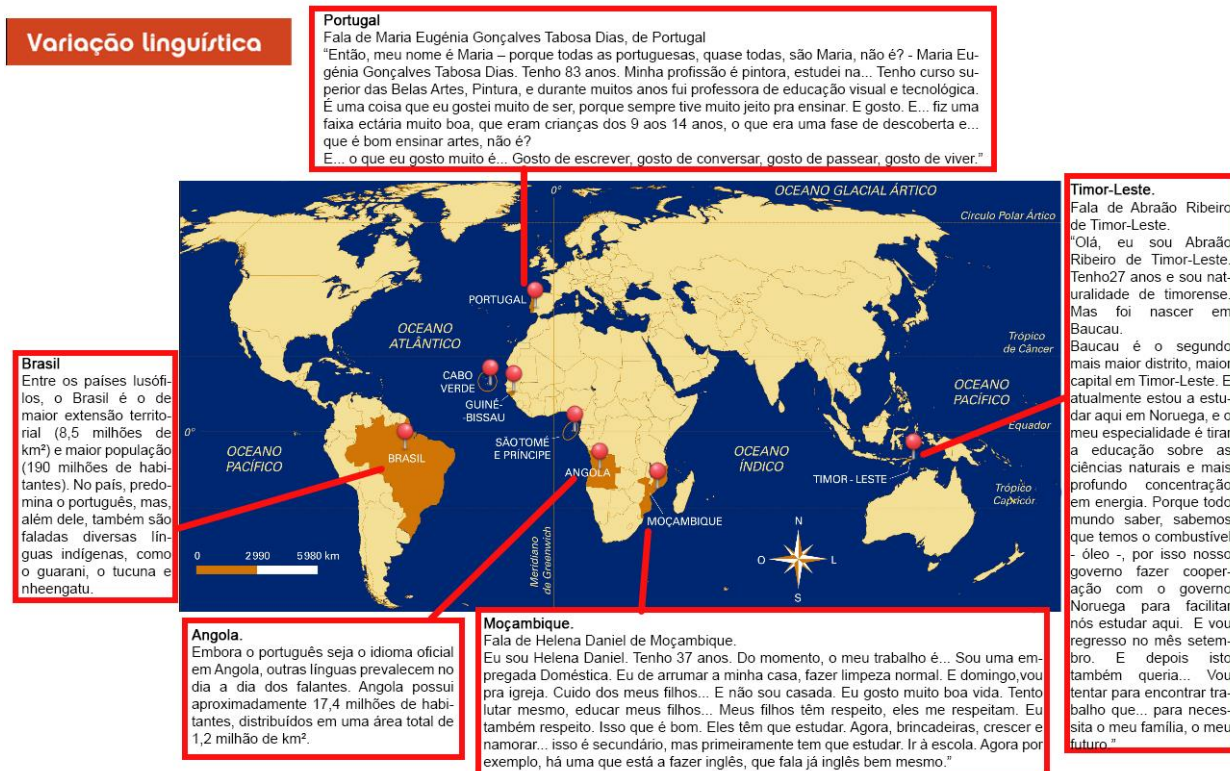 Variação linguística
Portugal
Fala de Maria Eugénia Gonçalves Tabosa Dias, de Portugal
“Então, meu nome é Maria – porque todas as portuguesas, quase todas, são Maria, não é? - Maria Eu-
génia Gonçalves Tabosa Dias. Tenho 83 anos. Minha profissão é pintora, estudei na... Tenho curso su-
perior das Belas Artes, Pintura, e durante muitos anos fui professora de educação visual e tecnológica.
É uma coisa que eu gostei muito de ser, porque sempre tive muito jeito pra ensinar. E gosto. E... fiz uma
faixa ectária muito boa, que eram crianças dos 9 aos 14 anos, o que era uma fase de descoberta e...
que é bom ensinar artes, não é?
E... o que eu gosto muito é... Gosto de escrever, gosto de conversar, gosto de passear, gosto de viver.”
OCEANO GLACIAL ÁRTICO
0°
Círculo Polar Ártico
PORTUGAL
OCEANO
ATLÂNTICO
Trópico
de Câncer
CABO
VERDE
GUINÉ-
-BISSAU
OCEANO
PACÍFICO
0°
Equador
OCEANO
PACÍFICO
BRASIL
SÃO TOMÉ
E PRÍNCIPE
ANGOLA
OCEANO
ÍNDICO
TIMOR - LESTE
Trópico
Capricór
MOÇAMBIQUE
0 2990 5980 km
Meridiano
de Greenwich
N
O
L
S
Timor-Leste.
Fala de Abraão Ribeiro
de Timor-Leste.
“Olá, eu sou Abraão
Ribeiro de Timor-Leste.
Tenho27 anos e sou nat-
uralidade de timorense.
Mas foi nascer em
Baucau.
Baucau é o segundo
mais maior distrito, maior
capital em Timor-Leste. E
atualmente estou a estu-
dar aqui em Noruega, e o
meu especialidade é tirar
a educação sobre as
ciências naturais e mais
profundo concentração
em energia. Porque todo
mundo saber, sabemos
que temos o combustível
- óleo -, por isso nosso
governo fazer cooper-
ação com o governo
Noruega para facilitar
nós estudar aqui. E vou
regresso no mês setem-
bro. E depois isto
também queria... Vou
tentar para encontrar tra-
balho que... para neces-
sita o meu família, o meu
futuro.”
Brasil
Entre os países lusófi-
los, o Brasil é o de
maior extensão territo-
rial (8,5 milhões de
km²) e maior população
(190 milhões de habi-
tantes). No país, predo-
mina o português, mas,
além dele, também são
faladas diversas lín-
guas indígenas, como
o guarani, o tucuna e
nheengatu.
Angola.
Embora o português seja o idioma oficial
em Angola, outras línguas prevalecem no
dia a dia dos falantes. Angola possui
aproximadamente 17,4 milhões de habi-
tantes, distribuídos em uma área total de
1,2 milhão de km².
Moçambique.
Fala de Helena Daniel de Moçambique.
Eu sou Helena Daniel. Tenho 37 anos. Do momento, o meu trabalho é... Sou uma em-
pregada Doméstica. Eu de arrumar a minha casa, fazer limpeza normal. E domingo,vou
pra igreja. Cuido dos meus filhos... E não sou casada. Eu gosto muito boa vida. Tento
lutar mesmo, educar meus filhos... Meus filhos têm respeito, eles me respeitam. Eu
também respeito. Isso que é bom. Eles têm que estudar. Agora, brincadeiras, crescer e
namorar... isso é secundário, mas primeiramente tem que estudar. Ir à escola. Agora por
exemplo, há uma que está a fazer inglês, que fala já inglês bem mesmo.”